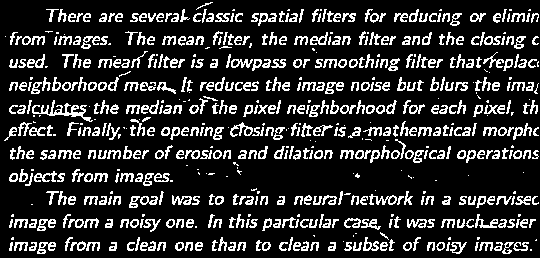 There are several classic spatial filters for reducing or elimin
from images. The mean filter, the median filter and the closing o
used. The mean filter is a lowpass or smoothing filter that replac
neighborhood mean. It reduces the image noise but blurs the imag
calculates the median of the pixel neighborhood for each pixel, th
effect. Finally, the opening closing filter is a mathematical morpho
the same number of erosion and dilation morphological operations
objects from images.
The main goal was to train a neural network in a supervised
image from a noisy one. In this particular case, it was much easier
image from a clean one than to clean a subset of noisy images.